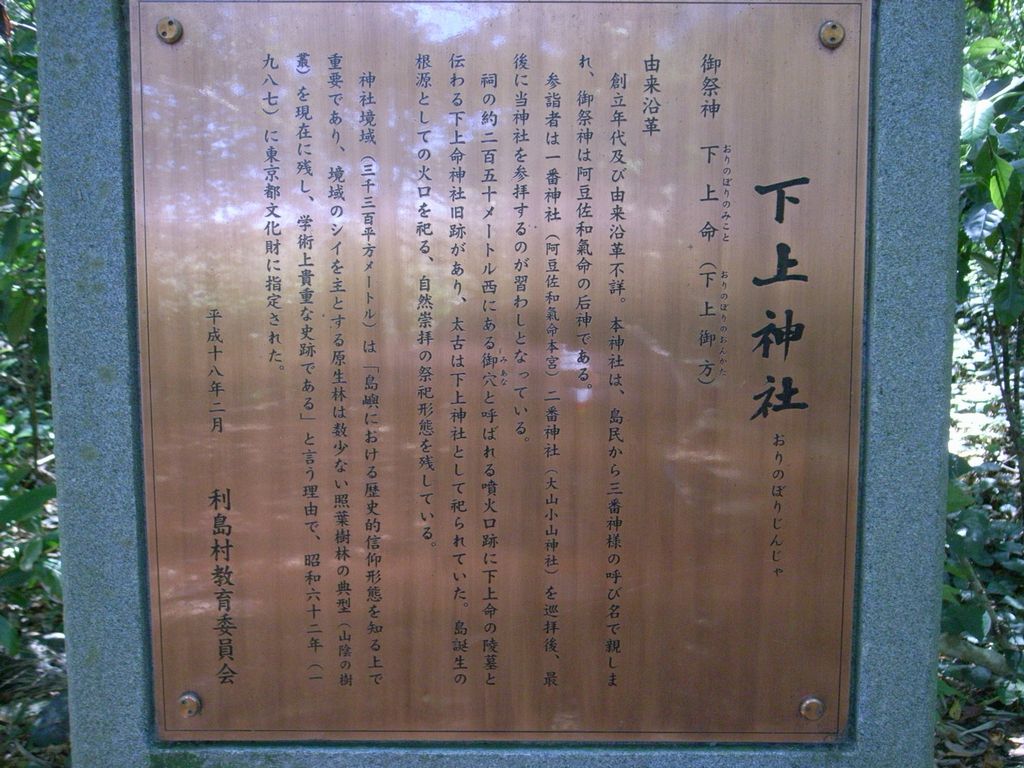 下上神社 おりのぼりじんじゃ
御祭神 下上命（下上御方）
おりのぼりのみこと おりのぼりのおんかた
由来沿革
創立年代及び由来沿革不詳。本神社は、島民から三番神様の呼び名で親しま
れ、御祭神は阿豆佐和氣命の后神である。
参詣者は一番神社（阿豆佐和氣命本宮）二番神社（大山小山神社）を巡拝後、最
後に当神社を参拝するのが習わしとなっている。
祠の約二百五十メートル西にある御穴と呼ばれる噴火口跡に下上命の陵墓と
みあな
伝わる下上命神社旧跡があり、太古は下上神社として祀られていた。島誕生の
根源としての火口を祀る、自然崇拝の祭祀形態を残している。
神社境域（三千三百平方メートル）は「島嶼における歴史的信仰形態を知る上で
重要であり、境域のシイを主とする原生林は数少ない照葉樹林の典型（山陰の樹
叢）を現在に残し、学術上貴重な史跡である」と言う理由で、昭和六十二年（一
九八七）に東京都文化財に指定された。
平成十八年二月
利島村教育委員会